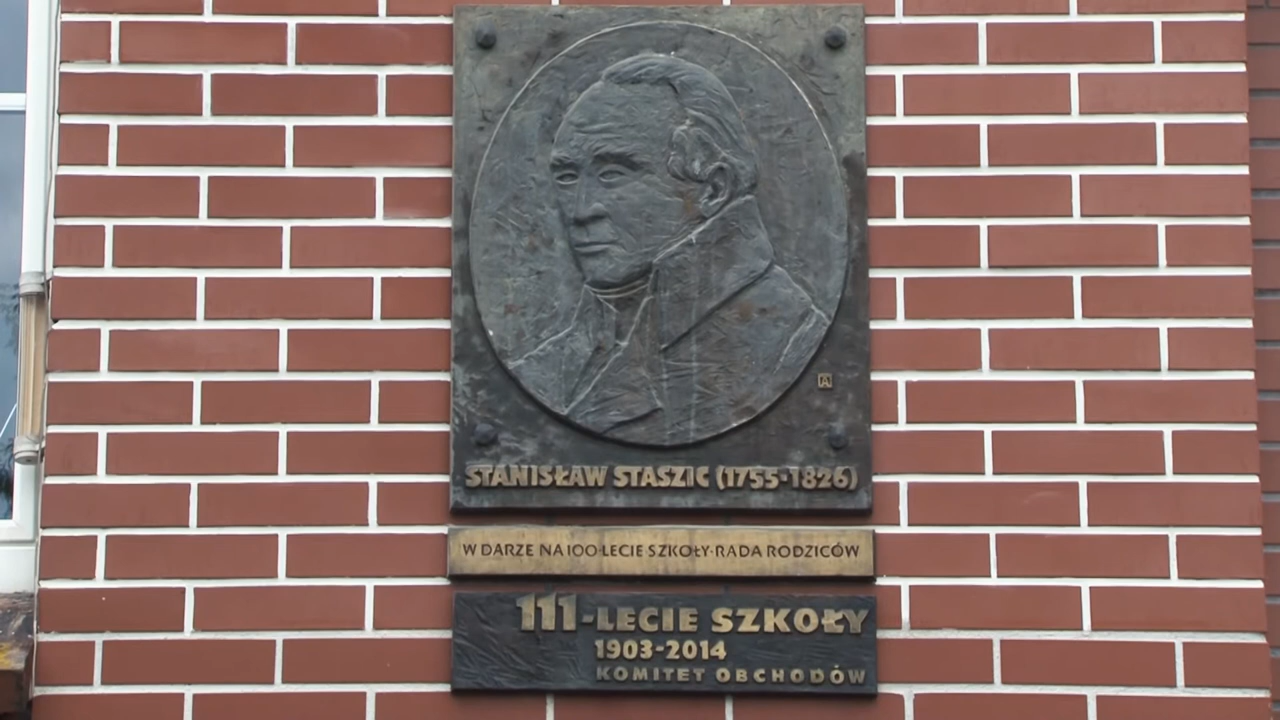 A
STANISŁAW STASZIC (1755-1826)
W DARZE NA 100-LECIE SZKOŁY-RADA RODZICÓW
111-LECIE SZKOŁY
1903-2014
KOMITET OBCHODÓW